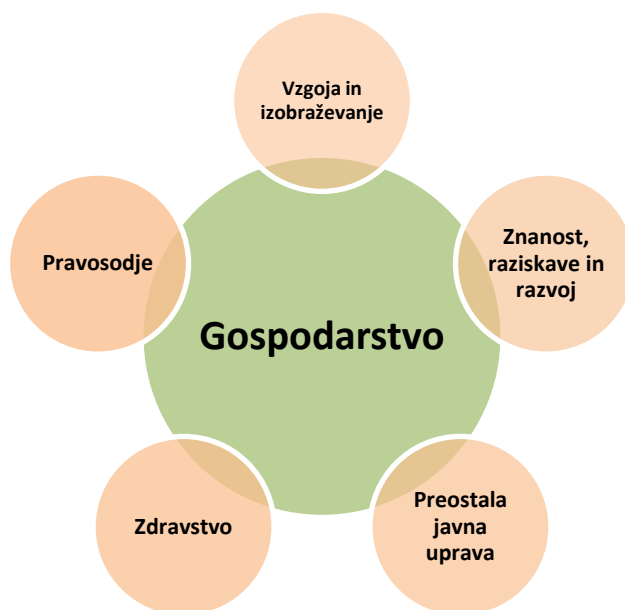 Vzgoja in
izobraževanje
Pravosodje
Znanost,
raziskave in
razvoj
Gospodarstvo
Zdravstvo
Preostala
javna
uprava